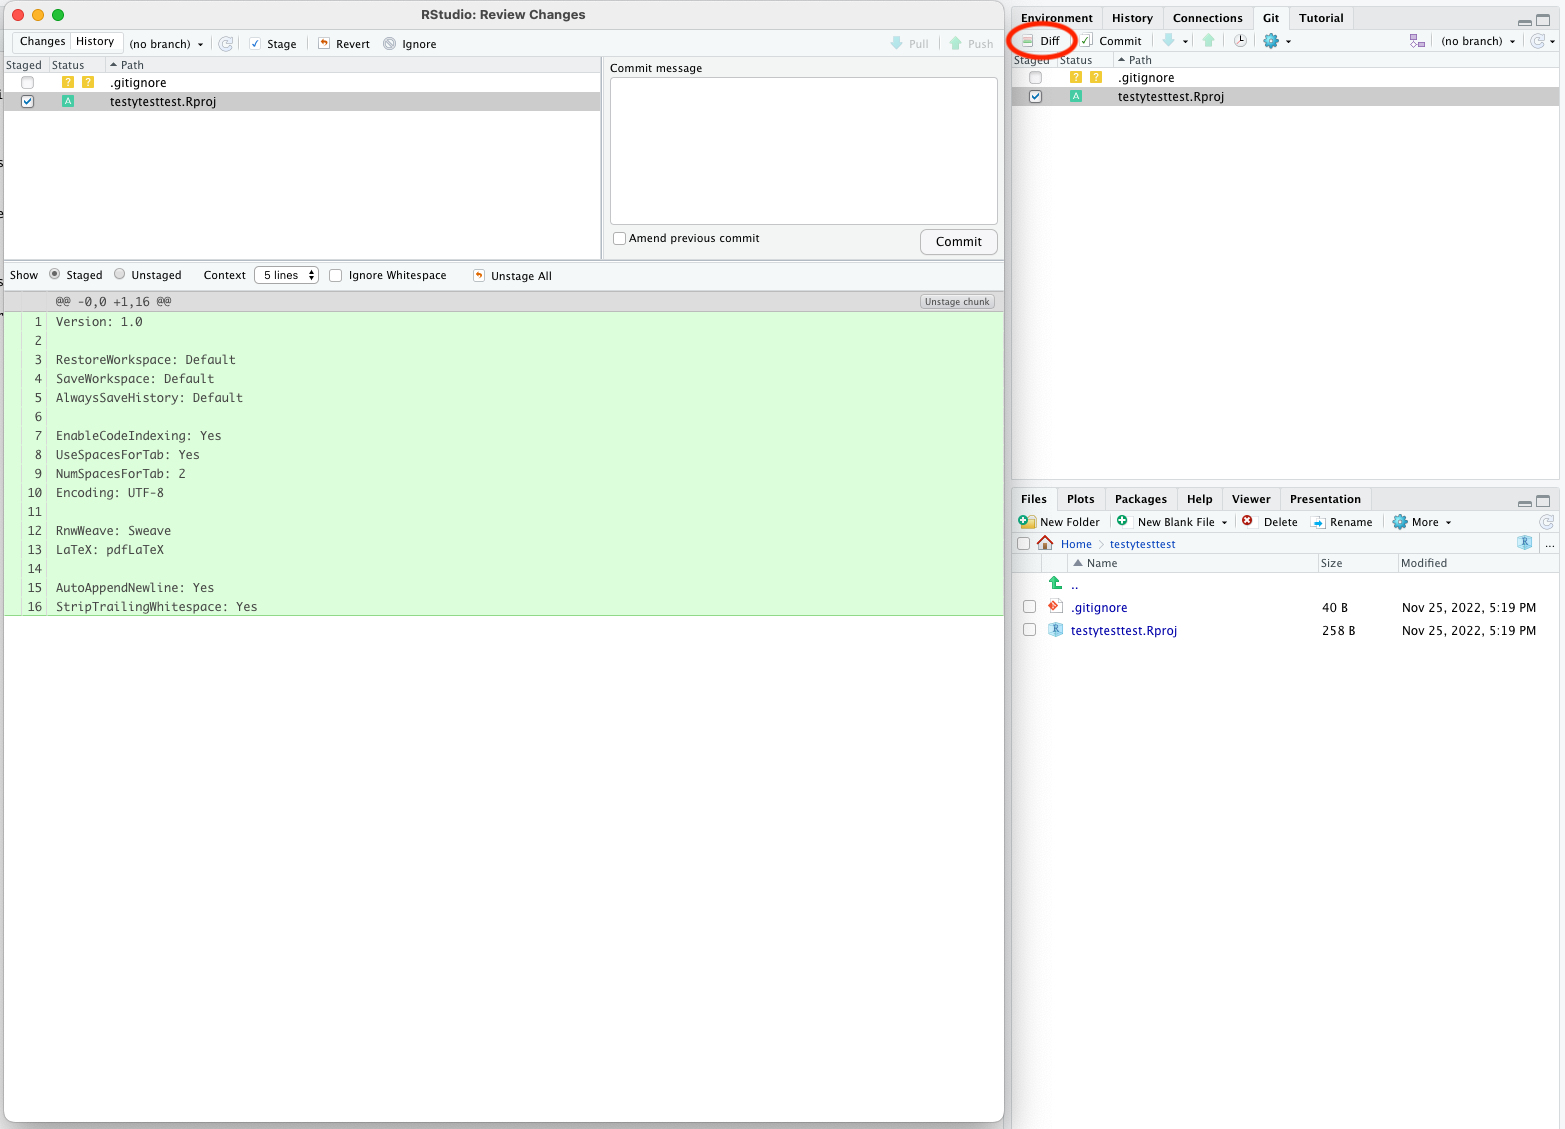 RStudio: Review Changes
Changes History (no branch) Stage Revert Ignore Pull Push
Staged Status Path
? ? .gitignore
A testytesttest.Rproj
Commit message
Amend previous commit Commit
Show Staged Unstaged Context 5 lines Ignore Whitespace Unstage All
@@ -0,0 +1,16 @@ Unstage chunk
1 Version: 1.0
2
3 RestoreWorkspace: Default
4 SaveWorkspace: Default
5 AlwaysSaveHistory: Default
6
7 EnableCodeIndexing: Yes
8 UseSpacesForTab: Yes
9 NumSpacesForTab: 2
10 Encoding: UTF-8
11
12 RnwWeave: Sweave
13 LaTeX: pdfLaTeX
14
15 AutoAppendNewline: Yes
16 StripTrailingWhitespace: Yes
Environment History Connections Git Tutorial
Diff Commit (no branch)
Staged Status Path
? ? .gitignore
A testytesttest.Rproj
Files Plots Packages Help Viewer Presentation
New Folder New Blank File Delete Rename More
Home testytesttest R ...
Name Size Modified
..
.gitignore 40 B Nov 25, 2022, 5:19 PM
R testytesttest.Rproj 258 B Nov 25, 2022, 5:19 PM